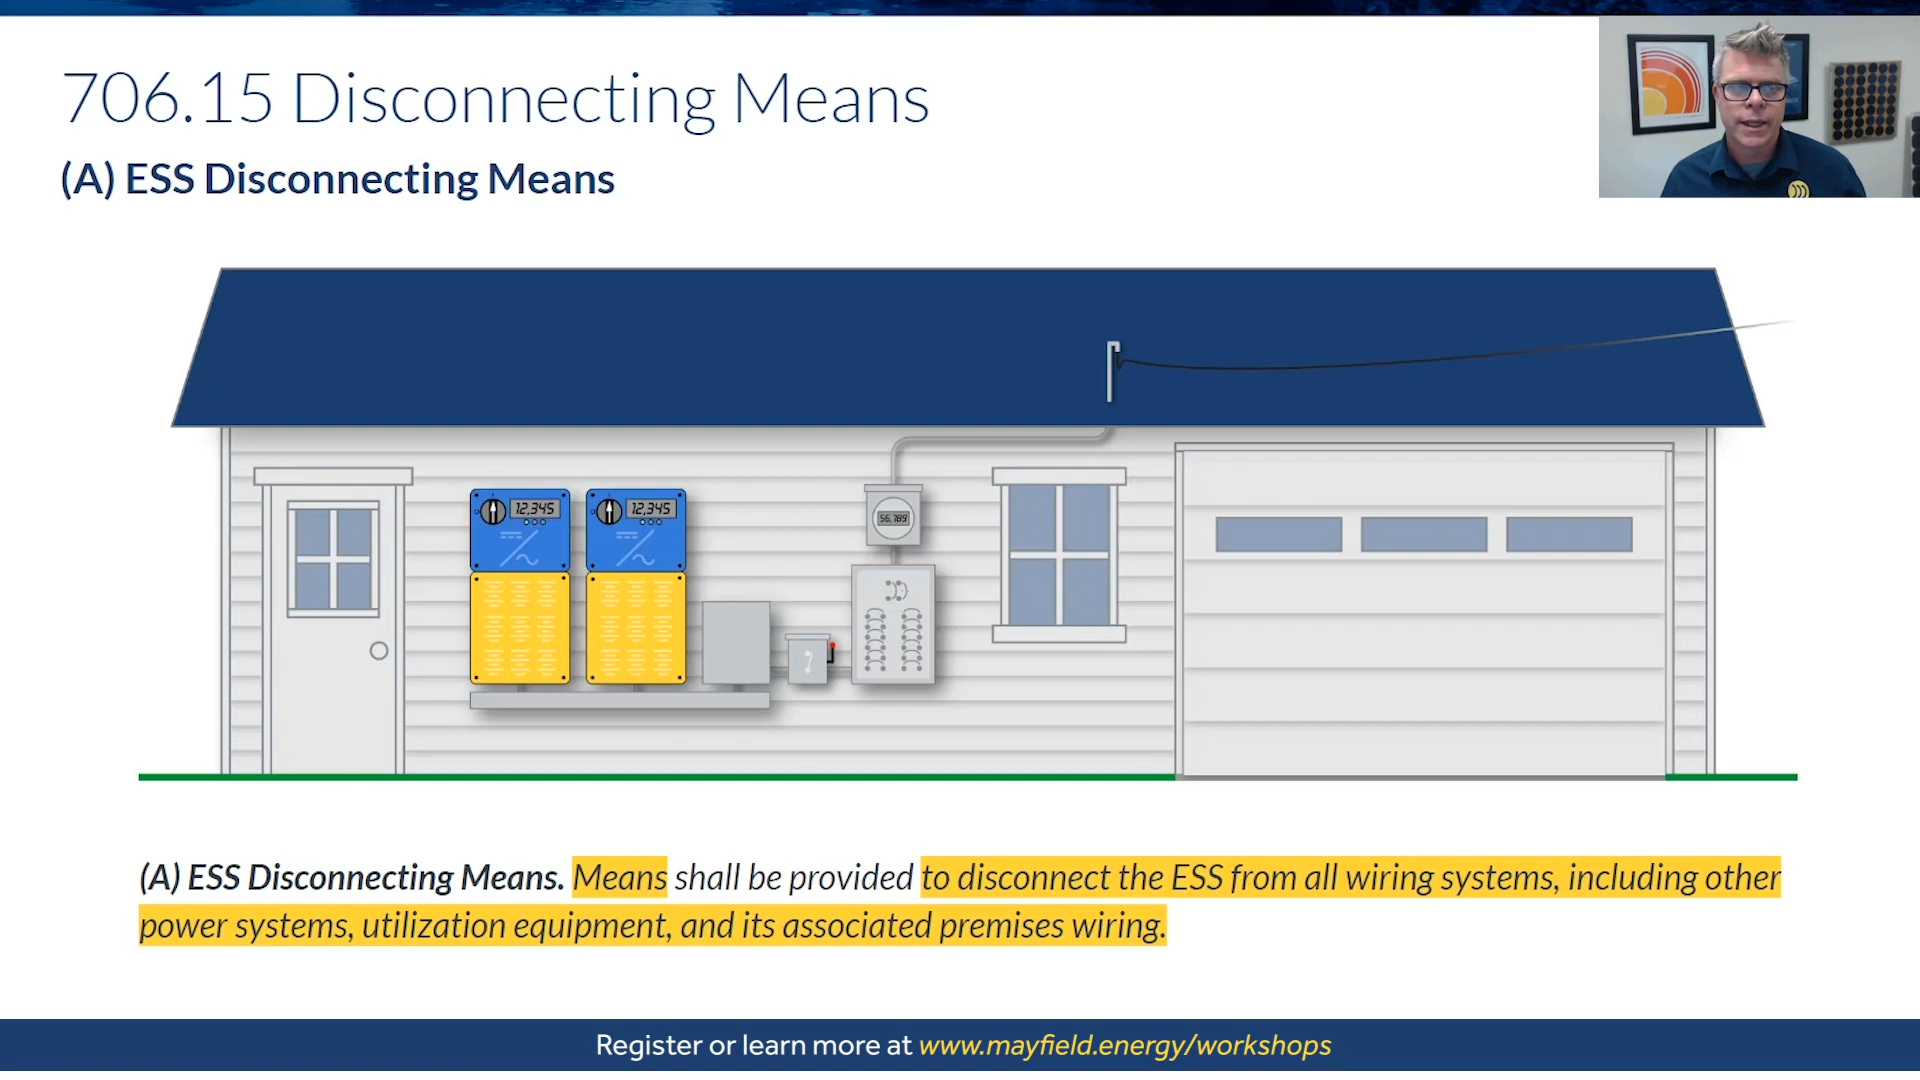 706.15 Disconnecting Means
(A) ESS Disconnecting Means
12,345
12,345
56,789
(A) ESS Disconnecting Means. Means shall be provided to disconnect the ESS from all wiring systems, including other
power systems, utilization equipment, and its associated premises wiring.
Register or learn more at www.mayfield.energy/workshops